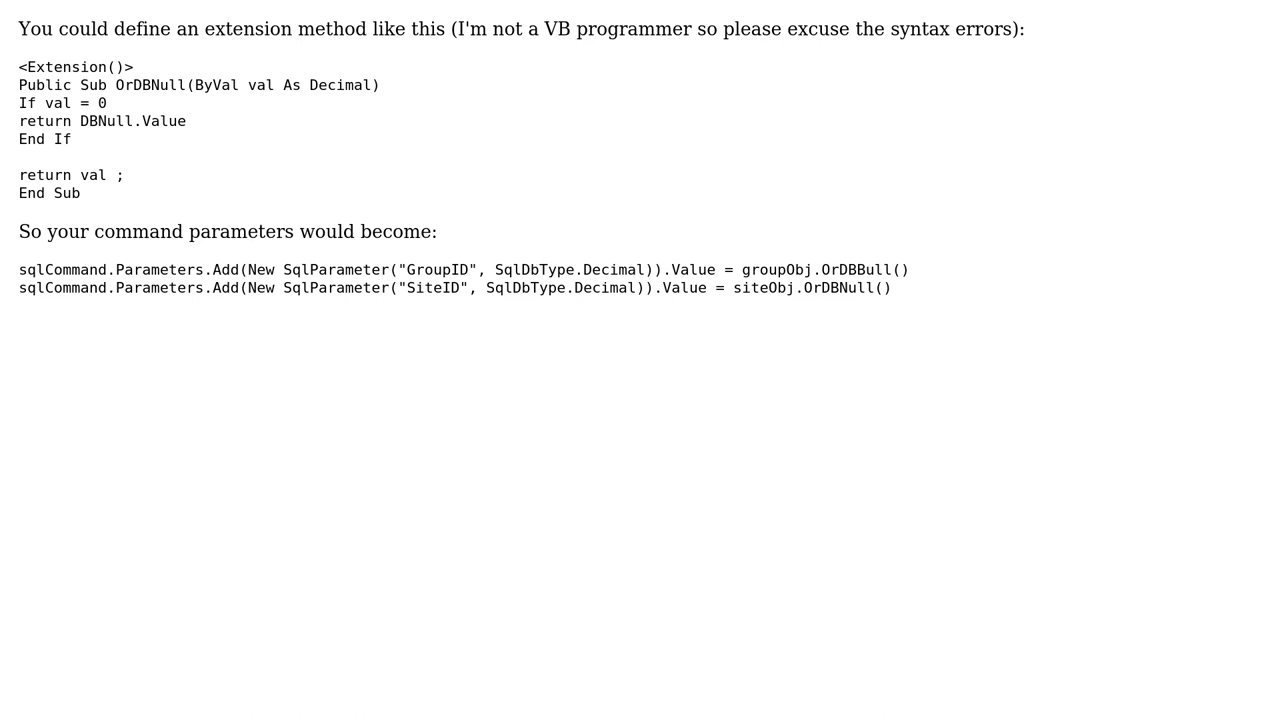 You could define an extension method like this (I'm not a VB programmer so please excuse the syntax errors):
<Extension()>
Public Sub OrDBNull(ByVal val As Decimal)
If val = 0
return DBNull.Value
End If
return val ;
End Sub
So your command parameters would become:
sqlCommand.Parameters.Add(New SqlParameter("GroupID", SqlDbType.Decimal)).Value = groupObj.OrDBBull()
sqlCommand.Parameters.Add(New SqlParameter("SiteID", SqlDbType.Decimal)).Value = siteObj.OrDBNull()